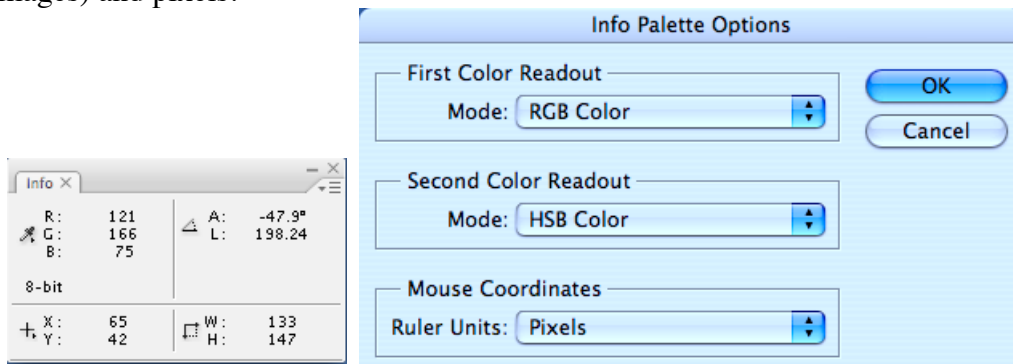 and pixels.
Info Palette Options
First Color Readout
Mode: RGB Color
OK
Cancel
Second Color Readout
Mode: HSB Color
Mouse Coordinates
Ruler Units: Pixels
Info
R: 121 A: -47.9°
G: 166 L: 198.24
B: 75
8-bit
X: 65 W: 133
Y: 42 H: 147